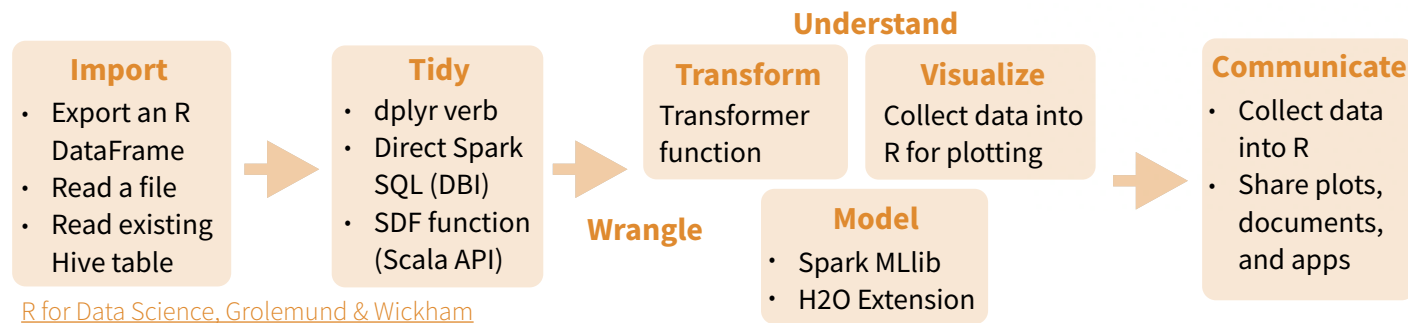 Import
• Export an R
DataFrame
• Read a file
• Read existing
Hive table
R for Data Science, Grolemund & Wickham
Tidy
• dplyr verb
• Direct Spark
SQL (DBI)
• SDF function
(Scala API)
Understand
Transform
Transformer
function
Visualize
Collect data into
R for plotting
Wrangle
Model
• Spark MLlib
• H2O Extension
Communicate
• Collect data
into R
• Share plots,
documents,
and apps